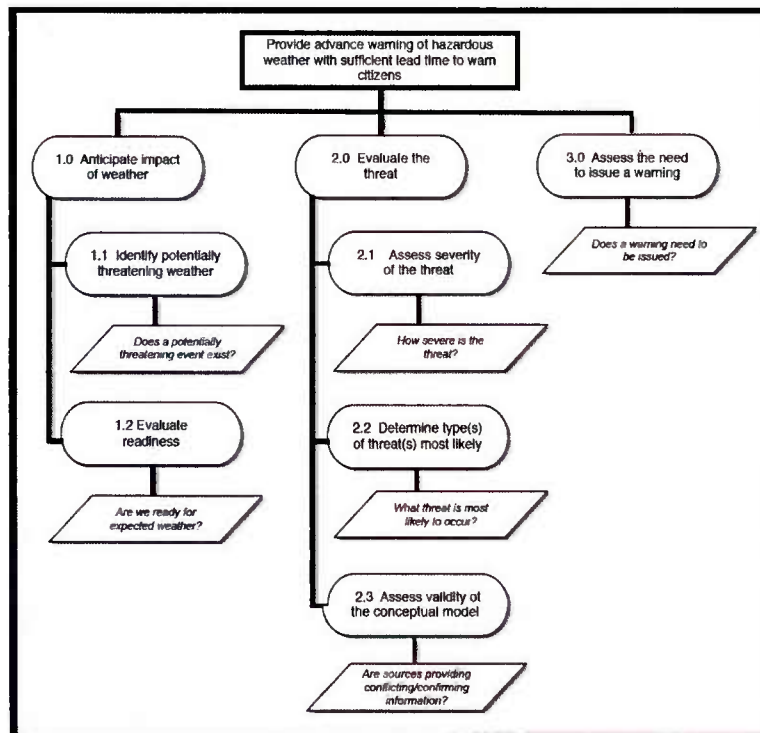 Provide advance warning of hazardous
weather with sufficient lead time to warn
citizens
1.0 Anticipate impact
of weather
2.0 Evaluate the
threat
3.0 Assess the need
to issue a warning
1.1 Identify potentially
threatening weather
2.1 Assess severity
of the threat
Does a warning need to
be issued?
Does a potentially
threatening event exist?
How severe is the
threat?
1.2 Evaluate
readiness
2.2 Determine type(s)
of threat(s) most likely
Are we ready for
expected weather?
What threat is most
likely to occur?
2.3 Assess validity of
the conceptual model
Are sources providing
conflicting/confirming
information?